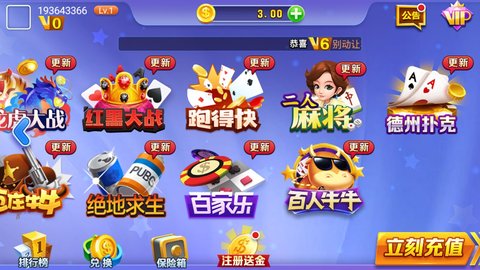 193643366 Lv.1
V0
3.00
公告
VIP
恭喜 V6 别动让
更新 更新 更新 更新 更新
龙虎大战 红黑大战 跑得快 二人麻将 德州扑克
更新 更新 更新
牛牛 绝地求生 百家乐 百人牛牛
PUBG
排行榜 兑换 保险箱 注册送金 立刻充值